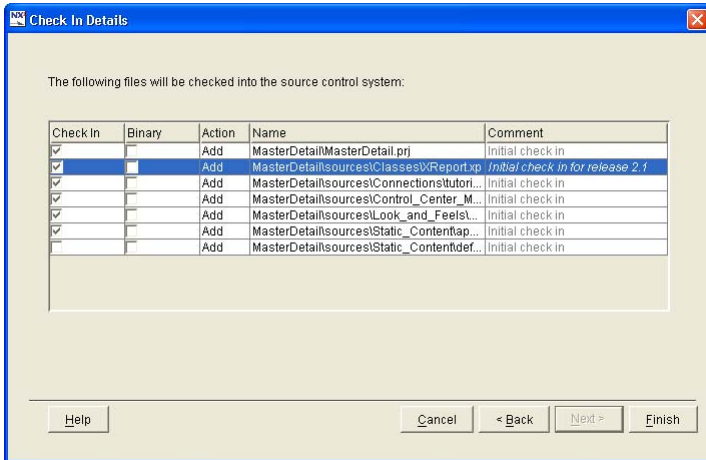 NX Check In Details
The following files will be checked into the source control system:
Check In Binary Action Name Comment
Add MasterDetail\MasterDetail.prj Initial check in
Add MasterDetail\sources\Classes\XReport.xp Initial check in for release 2.1
Add MasterDetail\sources\Connections\tutori... Initial check in
Add MasterDetail\sources\Control_Center_M... Initial check in
Add MasterDetail\sources\Look_and_Feels\... Initial check in
Add MasterDetail\sources\Static_Content\ap... Initial check in
Add MasterDetail\sources\Static_Content\def... Initial check in
Help Cancel < Back Next > Finish